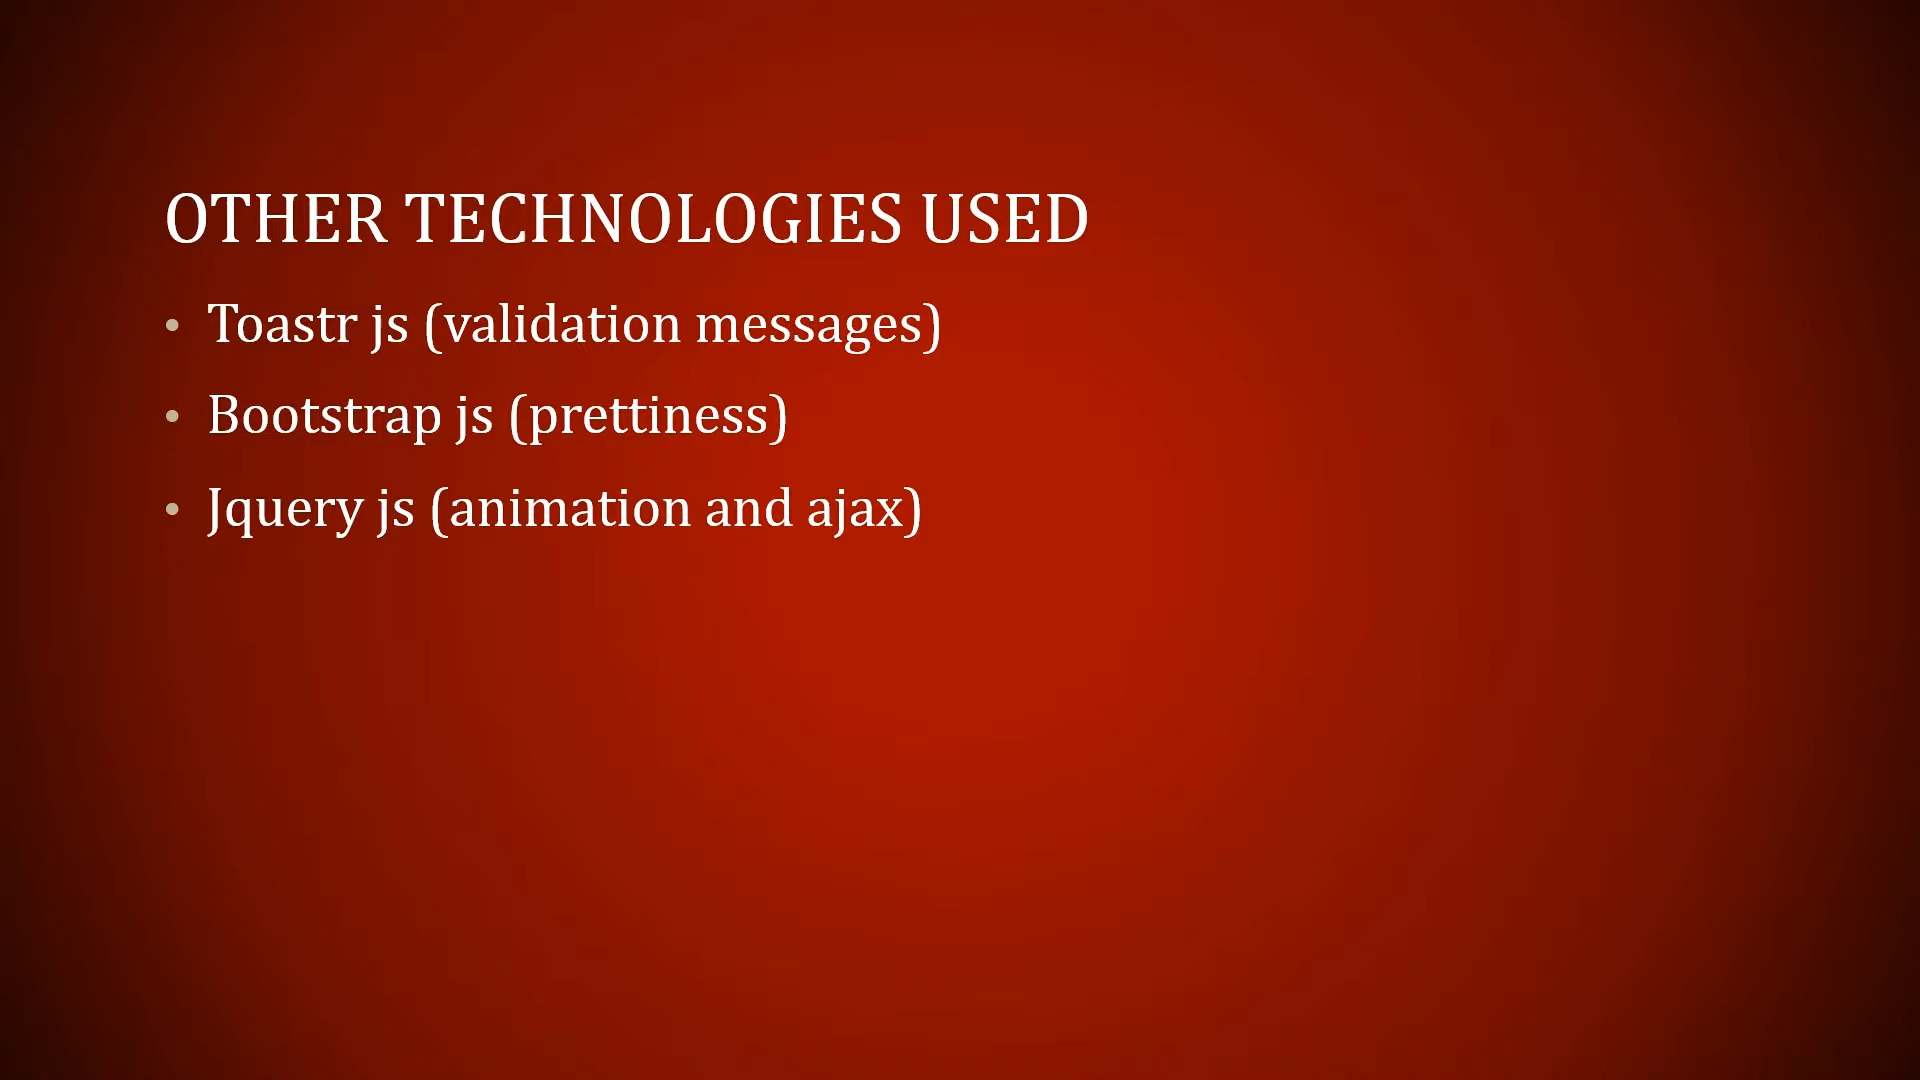 OTHER TECHNOLOGIES USED
• Toastr js (validation messages)
• Bootstrap js (prettiness)
• Jquery js (animation and ajax)